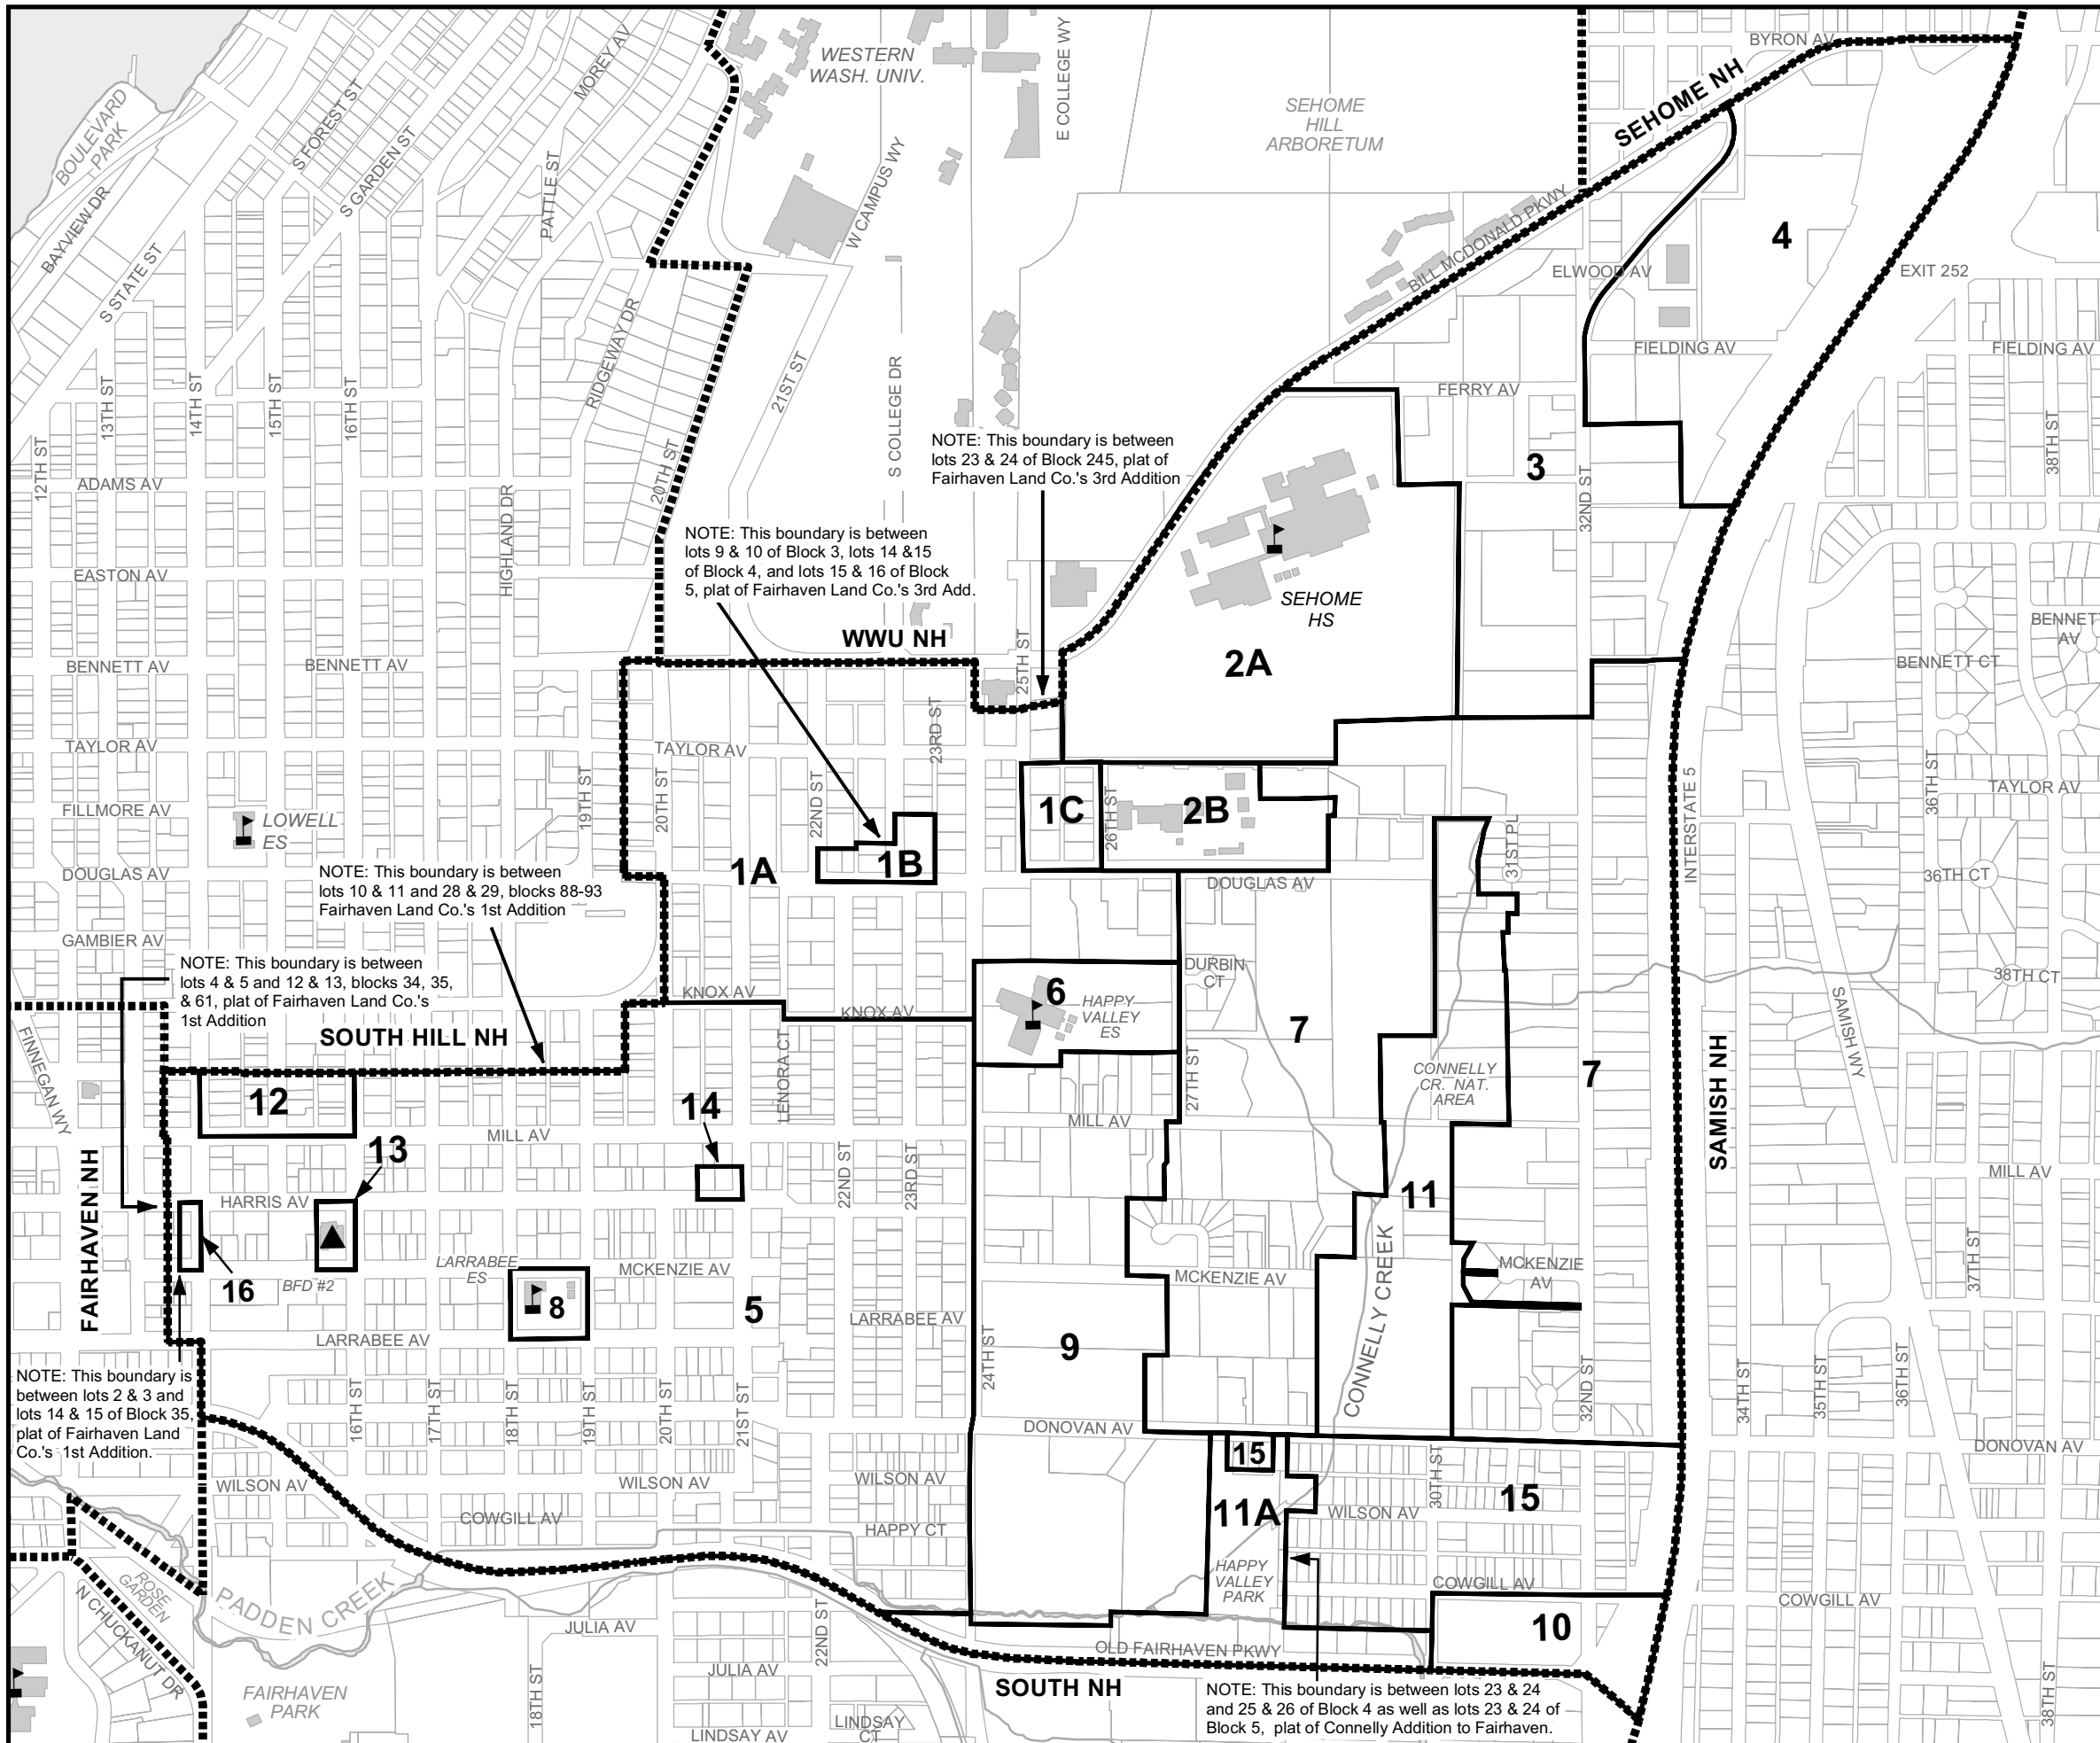 BYRON AV
WESTERN
WASH. UNIV.
E COLLEGE WY
MOREY AV
SEHOME NH
BOULEVARD
PARK
S FOREST ST
SEHOME
HILL
ARBORETUM
S GARDEN ST
PATTLE ST
W CAMPUS WY
BAYVIEW DR
S STATE ST
BILL MCDONALD PKWY
4
ELWOOD AV
EXIT 252
RIDGEWAY DR
21ST ST
S COLLEGE DR
FIELDING AV
FIELDING AV
FERRY AV
13TH ST
14TH ST
15TH ST
16TH ST
12TH ST
38TH ST
NOTE: This boundary is between
lots 23 & 24 of Block 245, plat of
Fairhaven Land Co.'s 3rd Addition
3
20TH ST
32ND ST
ADAMS AV
HIGHLAND DR
NOTE: This boundary is between
lots 9 & 10 of Block 3, lots 14 &15
of Block 4, and lots 15 & 16 of Block
5, plat of Fairhaven Land Co.'s 3rd Add.
EASTON AV
SEHOME
HS
BENNETT
AV
WWU NH
25TH ST
2A
BENNETT AV
BENNETT AV
BENNETT CT
23RD ST
TAYLOR AV
TAYLOR AV
19TH ST
20TH ST
22ND ST
INTERSTATE 5
36TH ST
TAYLOR AV
FILLMORE AV
LOWELL
ES
1C
26TH ST
2B
31ST PL
1A
1B
DOUGLAS AV
DOUGLAS AV
36TH CT
NOTE: This boundary is between
lots 10 & 11 and 28 & 29, blocks 88-93
Fairhaven Land Co.'s 1st Addition
GAMBIER AV
NOTE: This boundary is between
lots 4 & 5 and 12 & 13, blocks 34, 35,
& 61, plat of Fairhaven Land Co.'s
1st Addition
DURBIN
CT
38TH CT
KNOX AV
KNOX AV
6
HAPPY
VALLEY
ES
7
SAMISH WY
FINNEGAN WY
SOUTH HILL NH
LENORA CT
27TH ST
CONNELLY
CR. NAT.
AREA
7
SAMISH NH
12
14
MILL AV
MILL AV
13
22ND ST
23RD ST
MILL AV
FAIRHAVEN NH
HARRIS AV
11
CONNELLY CREEK
37TH ST
16
BFD #2
LARRABEE
ES
8
MCKENZIE AV
5
MCKENZIE AV
MCKENZIE
AV
LARRABEE AV
LARRABEE AV
9
24TH ST
NOTE: This boundary is
between lots 2 & 3 and
lots 14 & 15 of Block 35,
plat of Fairhaven Land
Co.'s 1st Addition.
16TH ST
17TH ST
18TH ST
19TH ST
20TH ST
21ST ST
32ND ST
34TH ST
35TH ST
36TH ST
DONOVAN AV
DONOVAN AV
15
WILSON AV
WILSON AV
WILSON AV
30TH ST
15
11A
WILSON AV
COWGILL AV
HAPPY CT
ROSE
GARDEN
PADDEN CREEK
HAPPY
VALLEY
PARK
COWGILL AV
COWGILL AV
N CHUCKANUT DR
JULIA AV
22ND ST
10
OLD FAIRHAVEN PKWY
JULIA AV
18TH ST
FAIRHAVEN
PARK
SOUTH NH
NOTE: This boundary is between lots 23 & 24
and 25 & 26 of Block 4 as well as lots 23 & 24 of
Block 5, plat of Connelly Addition to Fairhaven.
38TH ST
LINDSAY AV
LINDSAY
CT